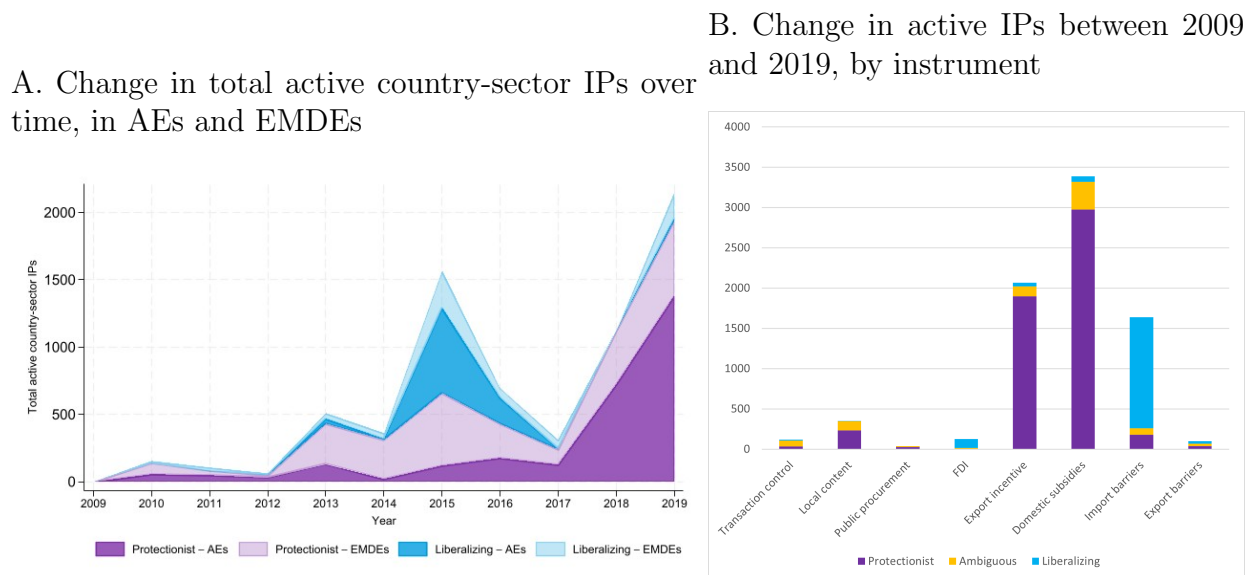 A. Change in total active country-sector IPs over
time, in AEs and EMDEs
Total active country-sector IPs
2000
1500
1000
500
0
2009 2010 2011 2012 2013 2014 2015 2016 2017 2018 2019
Year
Protectionist – AEs Protectionist – EMDEs Liberalizing – AEs Liberalizing – EMDEs
B. Change in active IPs between 2009
and 2019, by instrument
4000
3500
3000
2500
2000
1500
1000
500
0
Transaction control
Local content
Public procurement
FDI
Export incentive
Domestic subsidies
Import barriers
Export barriers
Protectionist Ambiguous Liberalizing